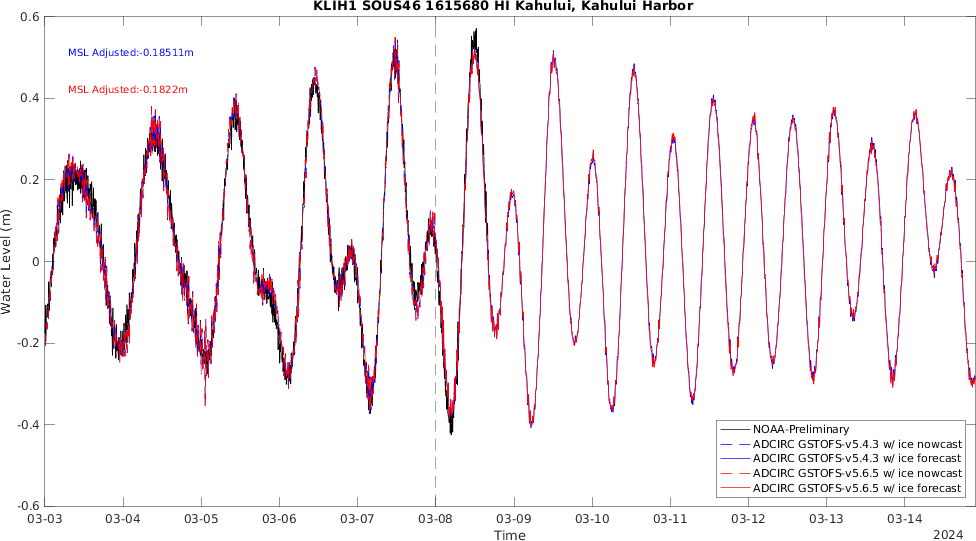 KLIH1 SOUS46 1615680 HI Kahului, Kahului Harbor
0.6
MSL Adjusted:-0.18511m
MSL Adjusted:-0.1822m
0.4
0.2
0
-0.2
-0.4
-0.6
Water Level (m)
NOAA-Preliminary
ADCIRC GSTOFS-v5.4.3 w/ ice nowcast
ADCIRC GSTOFS-v5.4.3 w/ ice forecast
ADCIRC GSTOFS-v5.6.5 w/ ice nowcast
ADCIRC GSTOFS-v5.6.5 w/ ice forecast
03-03 03-04 03-05 03-06 03-07 03-08 03-09 03-10 03-11 03-12 03-13 03-14
Time
2024